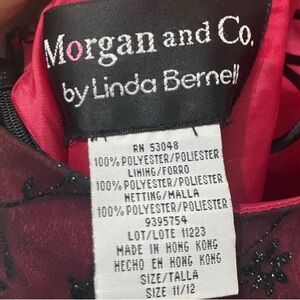 Morgan and Co.
by Linda Bernell
RN 53048
100% POLYESTER/POLIESTER
LINING/FORRO
100% POLYESTER/POLIESTER
NETTING/MALLA
100% POLYESTER/POLIESTER
9395754
LOT/LOTE 11223
MADE IN HONG KONG
HECHO EN HONG KONG
SIZE/TALLA
SIZE 11/12